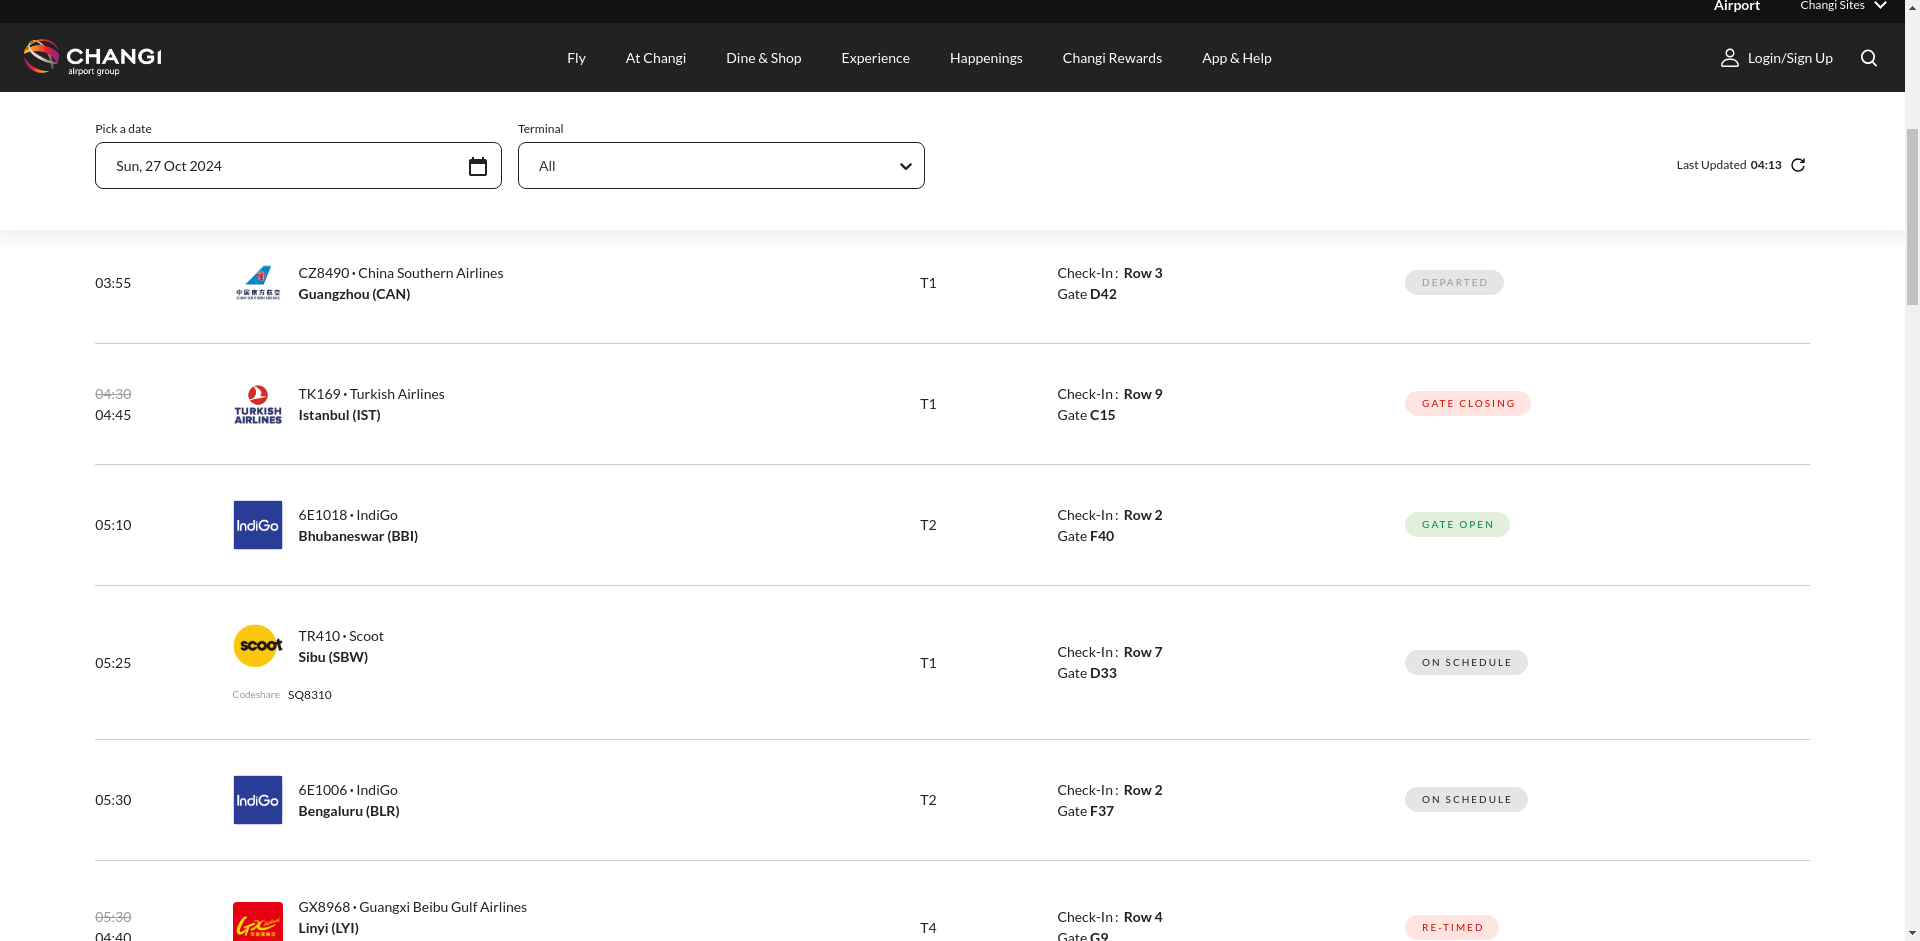 Airport
Changi Sites
CHANGI
airport group
Fly
At Changi
Dine & Shop
Experience
Happenings
Changi Rewards
App & Help
Login/Sign Up
Pick a date
Terminal
Sun, 27 Oct 2024
All
Last Updated 04:13
03:55
CZ8490 • China Southern Airlines
Guangzhou (CAN)
T1
Check-In : Row 3
Gate D42
DEPARTED
04:30
04:45
TURKISH
AIRLINES
TK169 • Turkish Airlines
Istanbul (IST)
T1
Check-In : Row 9
Gate C15
GATE CLOSING
05:10
IndiGo
6E1018 • IndiGo
Bhubaneswar (BBI)
T2
Check-In : Row 2
Gate F40
GATE OPEN
05:25
scoot
TR410 • Scoot
Sibu (SBW)
Codeshare SQ8310
T1
Check-In : Row 7
Gate D33
ON SCHEDULE
05:30
IndiGo
6E1006 • IndiGo
Bengaluru (BLR)
T2
Check-In : Row 2
Gate F37
ON SCHEDULE
05:30
04:40
GX8968 • Guangxi Beibu Gulf Airlines
Linyi (LYI)
T4
Check-In : Row 4
Gate G9
RE-TIMED